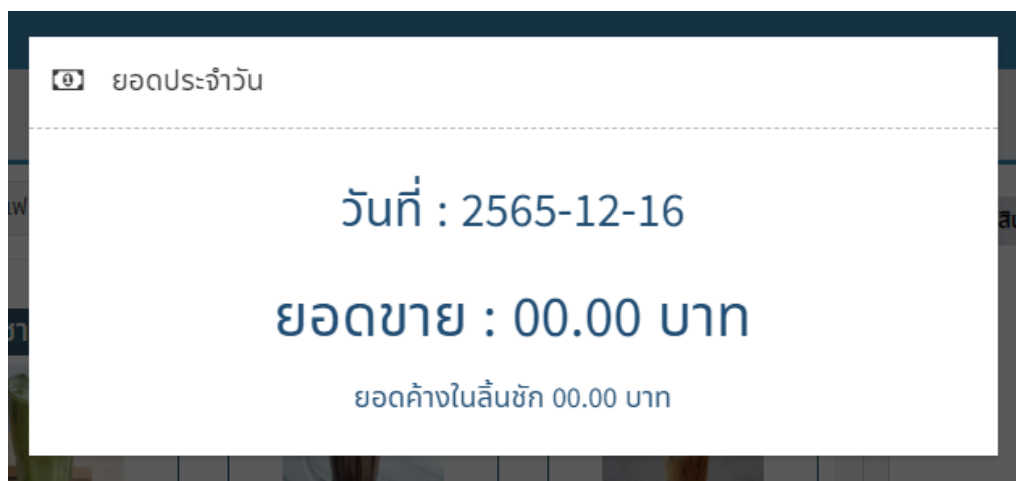 ยอดประจำวัน
วันที่ : 2565-12-16
ยอดขาย : 00.00 บาท
ยอดค้างในลิ้นชัก 00.00 บาท